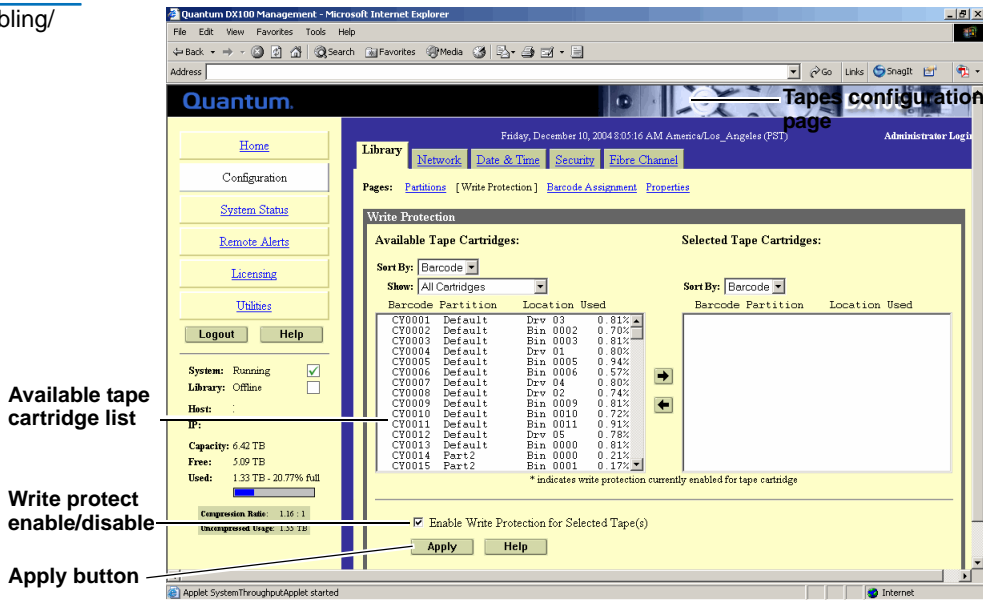 bling/
Quantum DX100 Management - Microsoft Internet Explorer
File Edit View Favorites Tools Help
Back Search Favorites Media
Address Go Links SnagIt
Quantum.
Tapes configuration
page
Friday, December 10, 2004 8:05:16 AM America/Los_Angeles (PST) Administrator Login
Home
Configuration
System Status
Remote Alerts
Licensing
Utilities
Logout Help
System: Running
Library: Offline
Host: :
IP:
Capacity: 6.42 TB
Free: 5.09 TB
Used: 1.33 TB - 20.77% full
Compression Ratio: 1.16 : 1
Uncompressed Usage: 1.55 TB
Library Network Date & Time Security Fibre Channel
Pages: Partitions [ Write Protection ] Barcode Assignment Properties
Write Protection
Available Tape Cartridges: Selected Tape Cartridges:
Sort By: Barcode
Show: All Cartridges Sort By: Barcode
Barcode Partition Location Used Barcode Partition Location Used
CY0001 Default Drv 03 0.81%
CY0002 Default Bin 0002 0.70%
CY0003 Default Bin 0003 0.81%
CY0004 Default Drv 01 0.80%
CY0005 Default Bin 0005 0.94%
CY0006 Default Bin 0006 0.57%
CY0007 Default Drv 04 0.80%
CY0008 Default Drv 02 0.74%
CY0009 Default Bin 0009 0.81%
CY0010 Default Bin 0010 0.72%
CY0011 Default Bin 0011 0.91%
CY0012 Default Drv 05 0.78%
CY0013 Default Bin 0000 0.81%
CY0014 Part2 Bin 0000 0.21%
CY0015 Part2 Bin 0001 0.17%
* indicates write protection currently enabled for tape cartridge
Enable Write Protection for Selected Tape(s)
Apply Help
Available tape
cartridge list
Write protect
enable/disable
Apply button
Applet SystemThroughputApplet started Internet